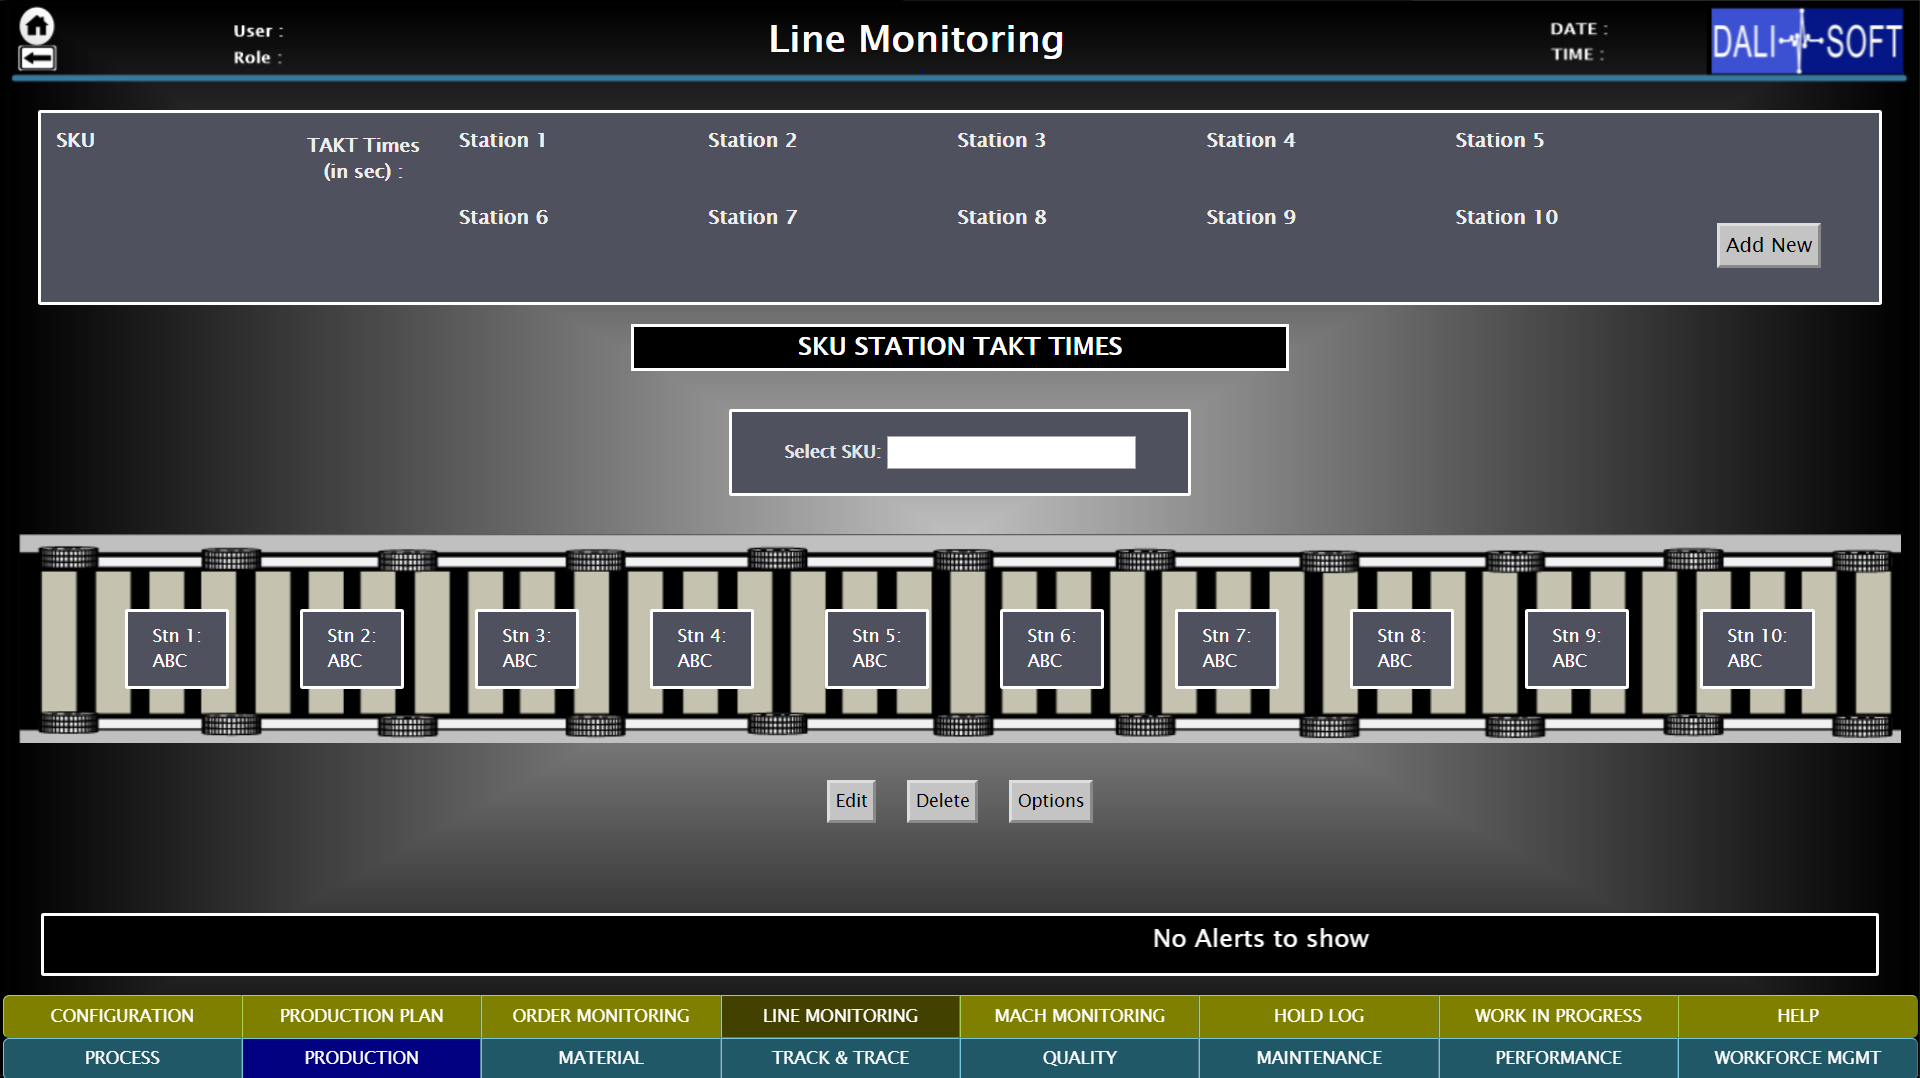 User :
Role :
Line Monitoring
DATE :
TIME :
DALI SOFT
SKU
TAKT Times
(in sec) :
Station 1
Station 2
Station 3
Station 4
Station 5
Station 6
Station 7
Station 8
Station 9
Station 10
Add New
SKU STATION TAKT TIMES
Select SKU:
Stn 1:
ABC
Stn 2:
ABC
Stn 3:
ABC
Stn 4:
ABC
Stn 5:
ABC
Stn 6:
ABC
Stn 7:
ABC
Stn 8:
ABC
Stn 9:
ABC
Stn 10:
ABC
Edit
Delete
Options
No Alerts to show
CONFIGURATION
PRODUCTION PLAN
ORDER MONITORING
LINE MONITORING
MACH MONITORING
HOLD LOG
WORK IN PROGRESS
HELP
PROCESS
PRODUCTION
MATERIAL
TRACK & TRACE
QUALITY
MAINTENANCE
PERFORMANCE
WORKFORCE MGMT